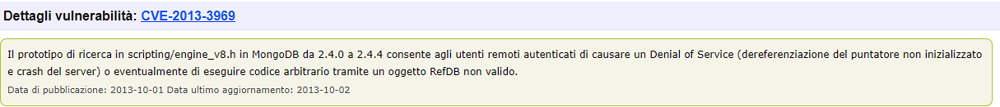 Dettagli vulnerabilità: CVE-2013-3969
Il prototipo di ricerca in scripting/engine_v8.h in MongoDB da 2.4.0 a 2.4.4 consente agli utenti remoti autenticati di causare un Denial of Service (dereferenziazione del puntatore non inizializzato
e crash del server) o eventualmente di eseguire codice arbitrario tramite un oggetto RefDB non valido.
Data di pubblicazione: 2013-10-01 Data ultimo aggiornamento: 2013-10-02